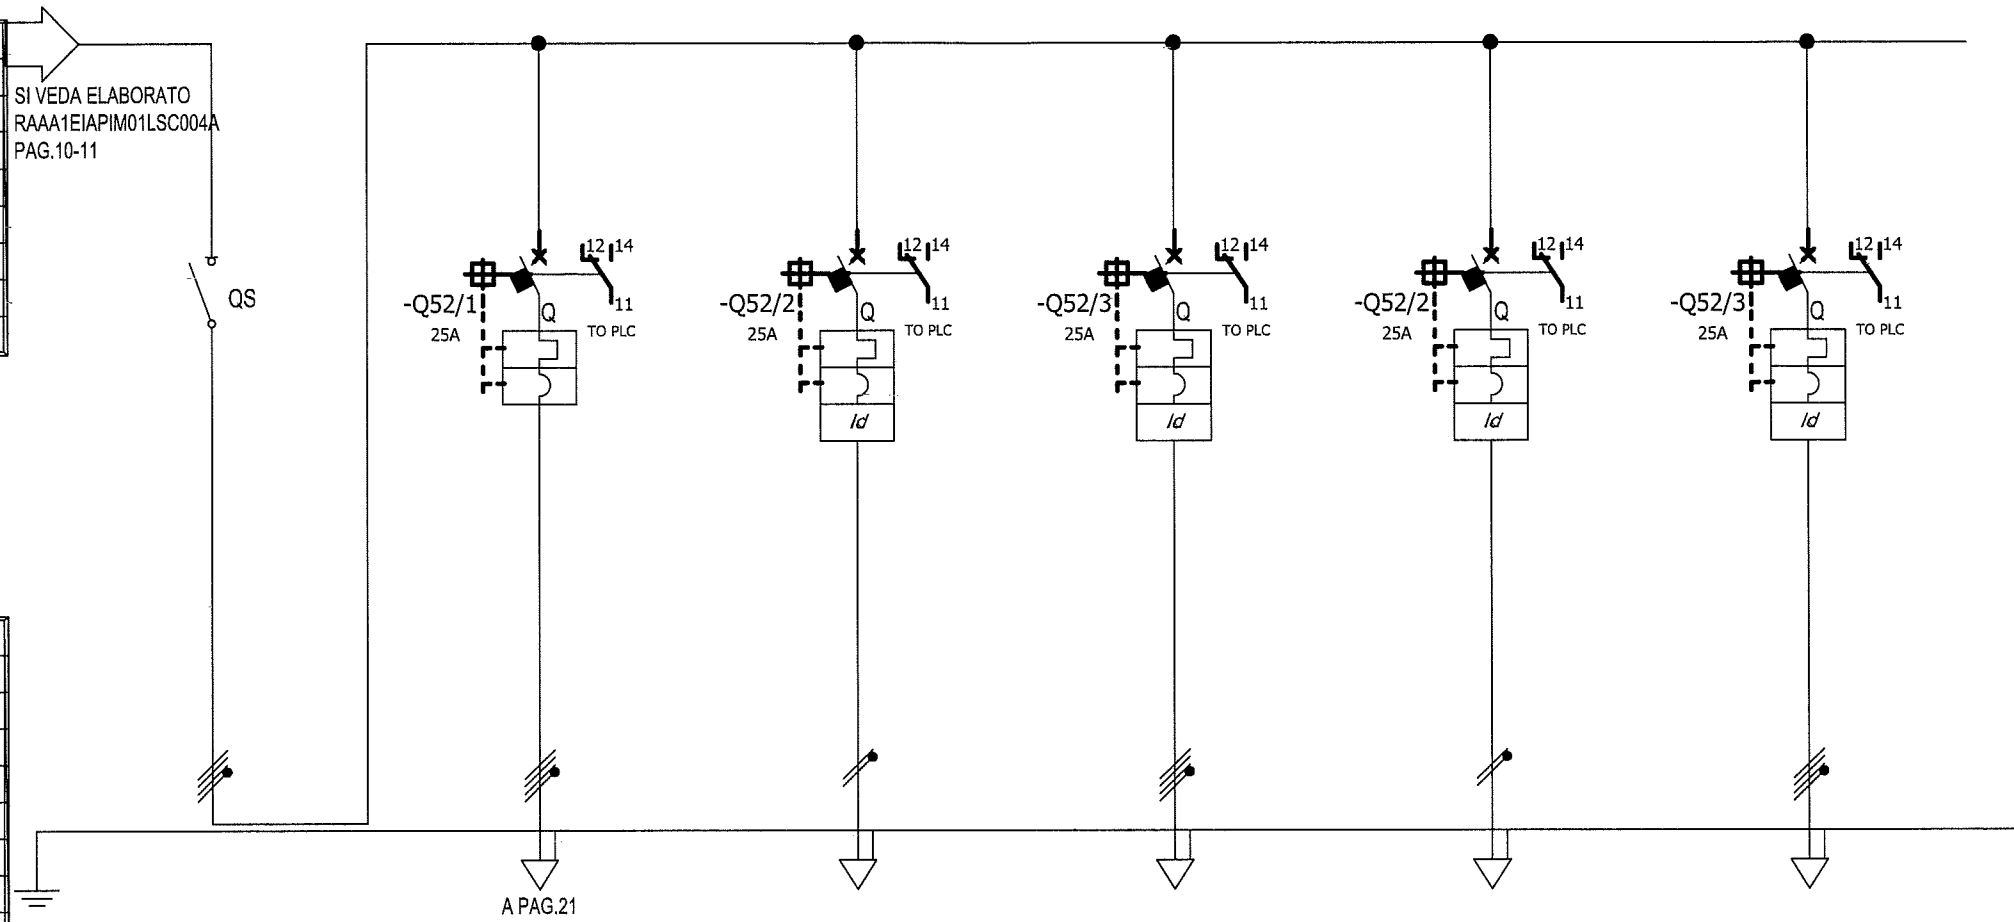 SI VEDA ELABORATO
RAAA1EIAPIM01LSC004A
PAG.10-11
QS
12 14
11
-Q52/1
25A
Q
TO PLC
12 14
11
-Q52/2
25A
Q
TO PLC
Id
12 14
11
-Q52/3
25A
Q
TO PLC
Id
12 14
11
-Q52/2
25A
Q
TO PLC
Id
12 14
11
-Q52/3
25A
Q
TO PLC
Id
A PAG.21